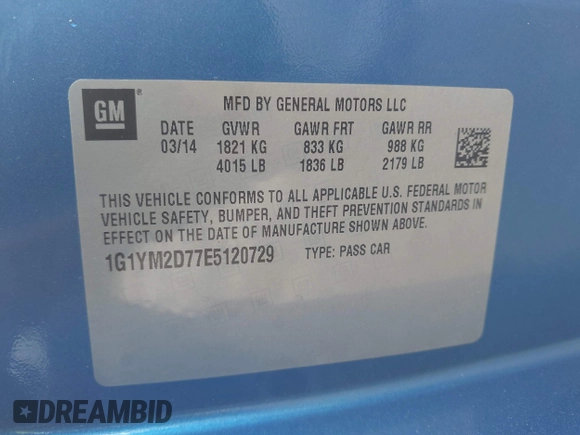 GM ®
MFD BY GENERAL MOTORS LLC
DATE GVWR GAWR FRT GAWR RR
03/14 1821 KG 833 KG 988 KG
4015 LB 1836 LB 2179 LB
THIS VEHICLE CONFORMS TO ALL APPLICABLE U.S. FEDERAL MOTOR
VEHICLE SAFETY, BUMPER, AND THEFT PREVENTION STANDARDS IN
EFFECT ON THE DATE OF MANUFACTURE SHOWN ABOVE.
1G1YM2D77E5120729 TYPE: PASS CAR
DREAMBID